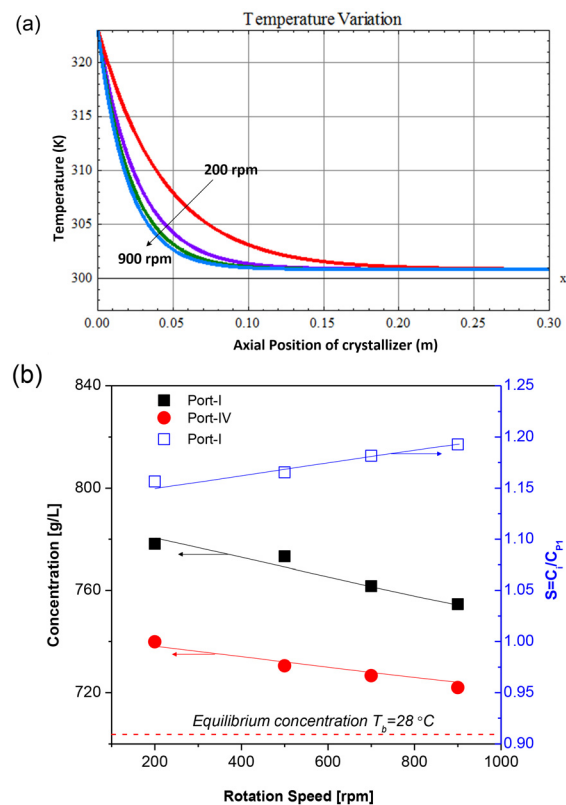 (a)
Temperature Variation
320
315
310
305
300
Temperature (K)
200 rpm
900 rpm
x
0.00 0.05 0.10 0.15 0.20 0.25 0.30
Axial Position of crystallizer (m)
(b)
840
800
760
720
Concentration [g/L]
Port-I
Port-IV
Port-I
1.25
1.20
1.15
1.10
1.05
1.00
0.95
0.90
S=Ci/CP1
Equilibrium concentration Tb=28 °C
200 400 600 800 1000
Rotation Speed [rpm]